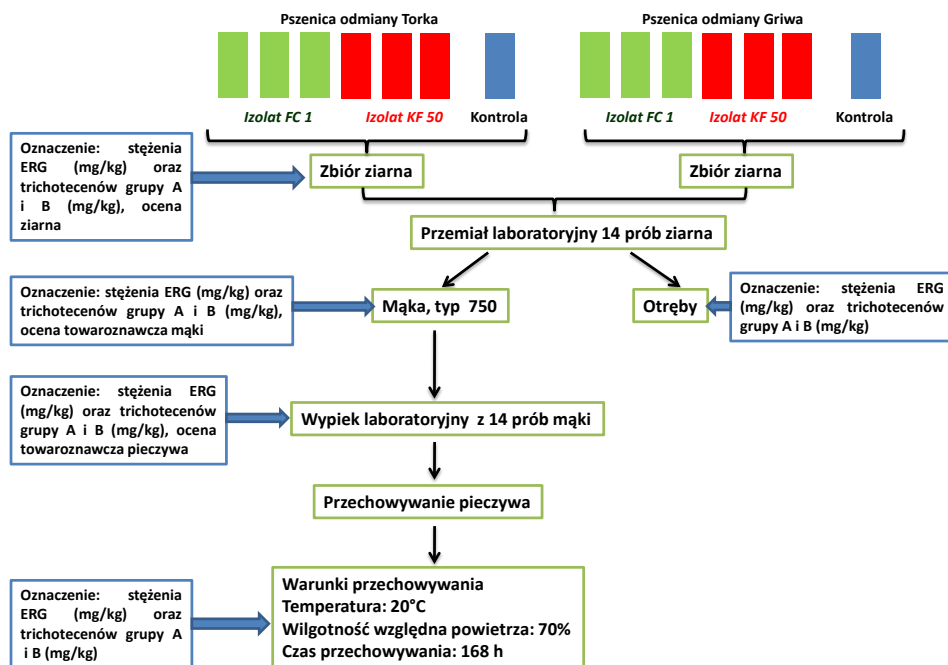 Pszenica odmiany Torka
Pszenica odmiany Griwa
Izolat FC 1
Izolat KF 50
Kontrola
Izolat FC 1
Izolat KF 50
Kontrola
Oznaczenie: stężenia
ERG (mg/kg) oraz
trichotecenów grupy A
i B (mg/kg), ocena
ziarna
Zbiór ziarna
Zbiór ziarna
Przemiał laboratoryjny 14 prób ziarna
Oznaczenie: stężenia ERG (mg/kg) oraz
trichotecenów grupy A i B (mg/kg),
ocena towaroznawcza mąki
Mąka, typ 750
Otręby
Oznaczenie: stężenia ERG
(mg/kg) oraz trichotecenów
grupy A i B (mg/kg)
Oznaczenie: stężenia ERG
(mg/kg) oraz trichotecenów
grupy A i B (mg/kg), ocena
towaroznawcza pieczywa
Wypiek laboratoryjny z 14 prób mąki
Przechowywanie pieczywa
Oznaczenie: stężenia
ERG (mg/kg) oraz
trichotecenów grupy A
i B (mg/kg)
Warunki przechowywania
Temperatura: 20°C
Wilgotność względna powietrza: 70%
Czas przechowywania: 168 h